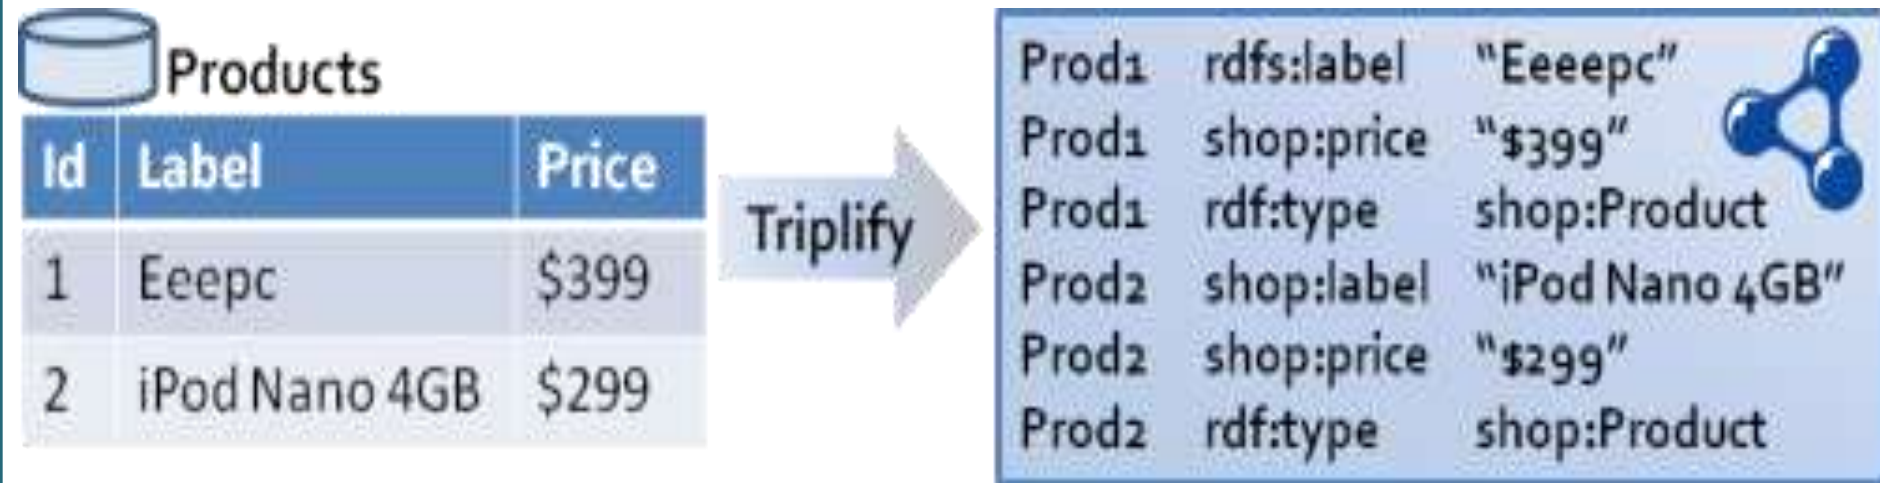 Products
Id Label Price
1 Eeepc $399
2 iPod Nano 4GB $299
Triplify
Prod1 rdfs:label “Eeeepc”
Prod1 shop:price “$399”
Prod1 rdf:type shop:Product
Prod2 shop:label “iPod Nano 4GB”
Prod2 shop:price “$299”
Prod2 rdf:type shop:Product